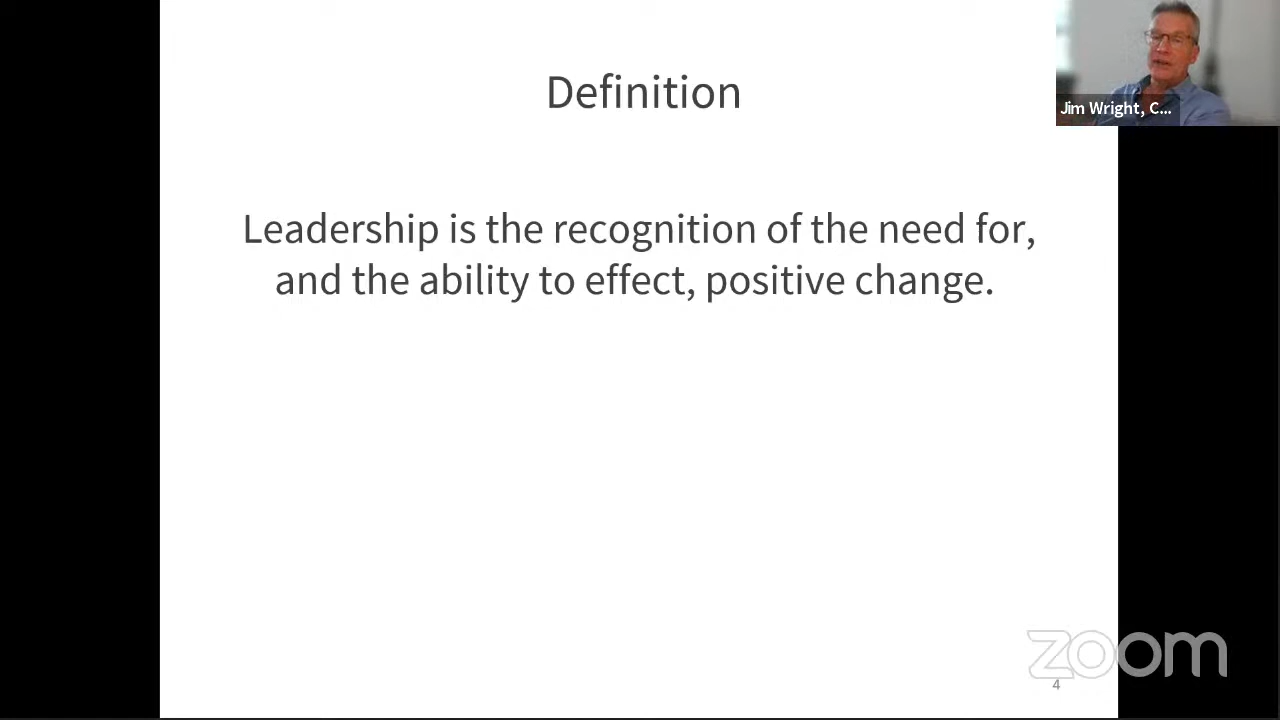 Definition
Jim Wright, C...
Leadership is the recognition of the need for,
and the ability to effect, positive change.
zoom
4